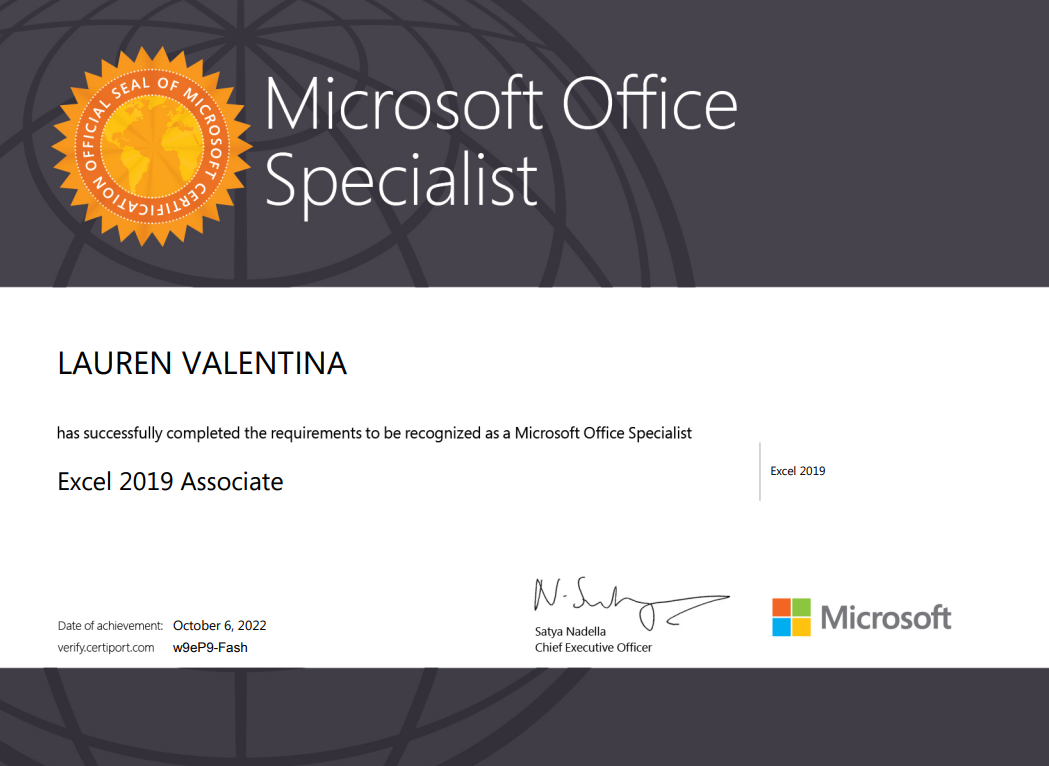 OFFICIAL SEAL OF MICROSOFT CERTIFICATION
Microsoft Office
Specialist
LAUREN VALENTINA
has successfully completed the requirements to be recognized as a Microsoft Office Specialist
Excel 2019
Excel 2019 Associate
Date of achievement: October 6, 2022
verify.certiport.com w9eP9-Fash
Satya Nadella
Chief Executive Officer
Microsoft